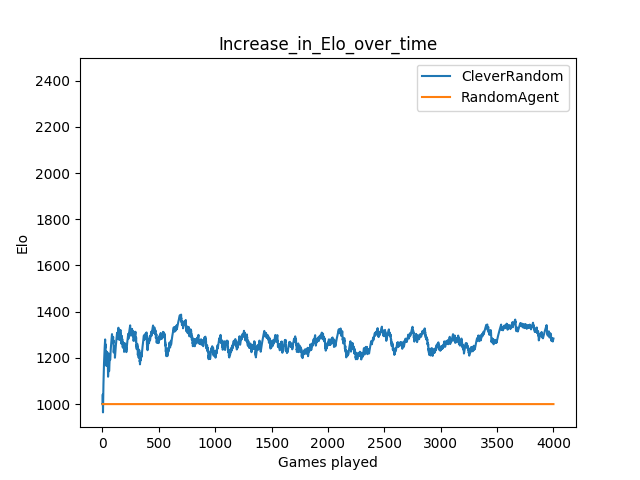 Increase_in_Elo_over_time
CleverRandom
RandomAgent
2400
2200
2000
1800
1600
1400
1200
1000
Elo
0 500 1000 1500 2000 2500 3000 3500 4000
Games played